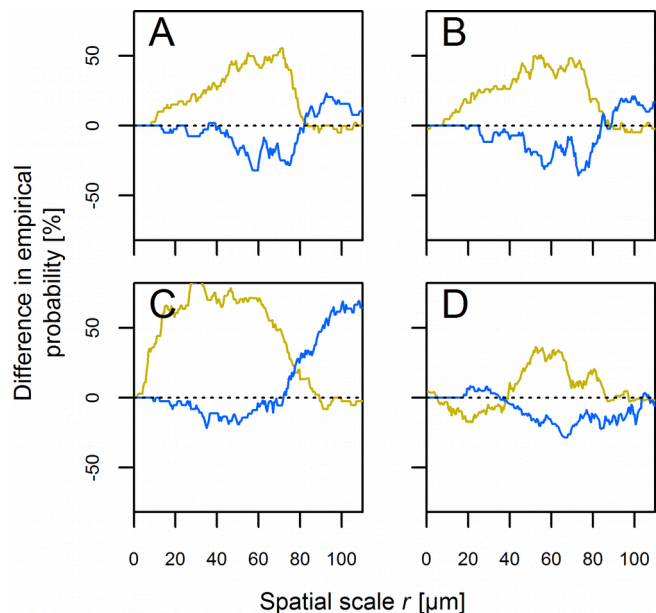 A
B
50
0
-50
C
D
50
0
-50
0 20 40 60 80 100
0 20 40 60 80 100
Difference in empirical
probability [%]
Spatial scale r [μm]